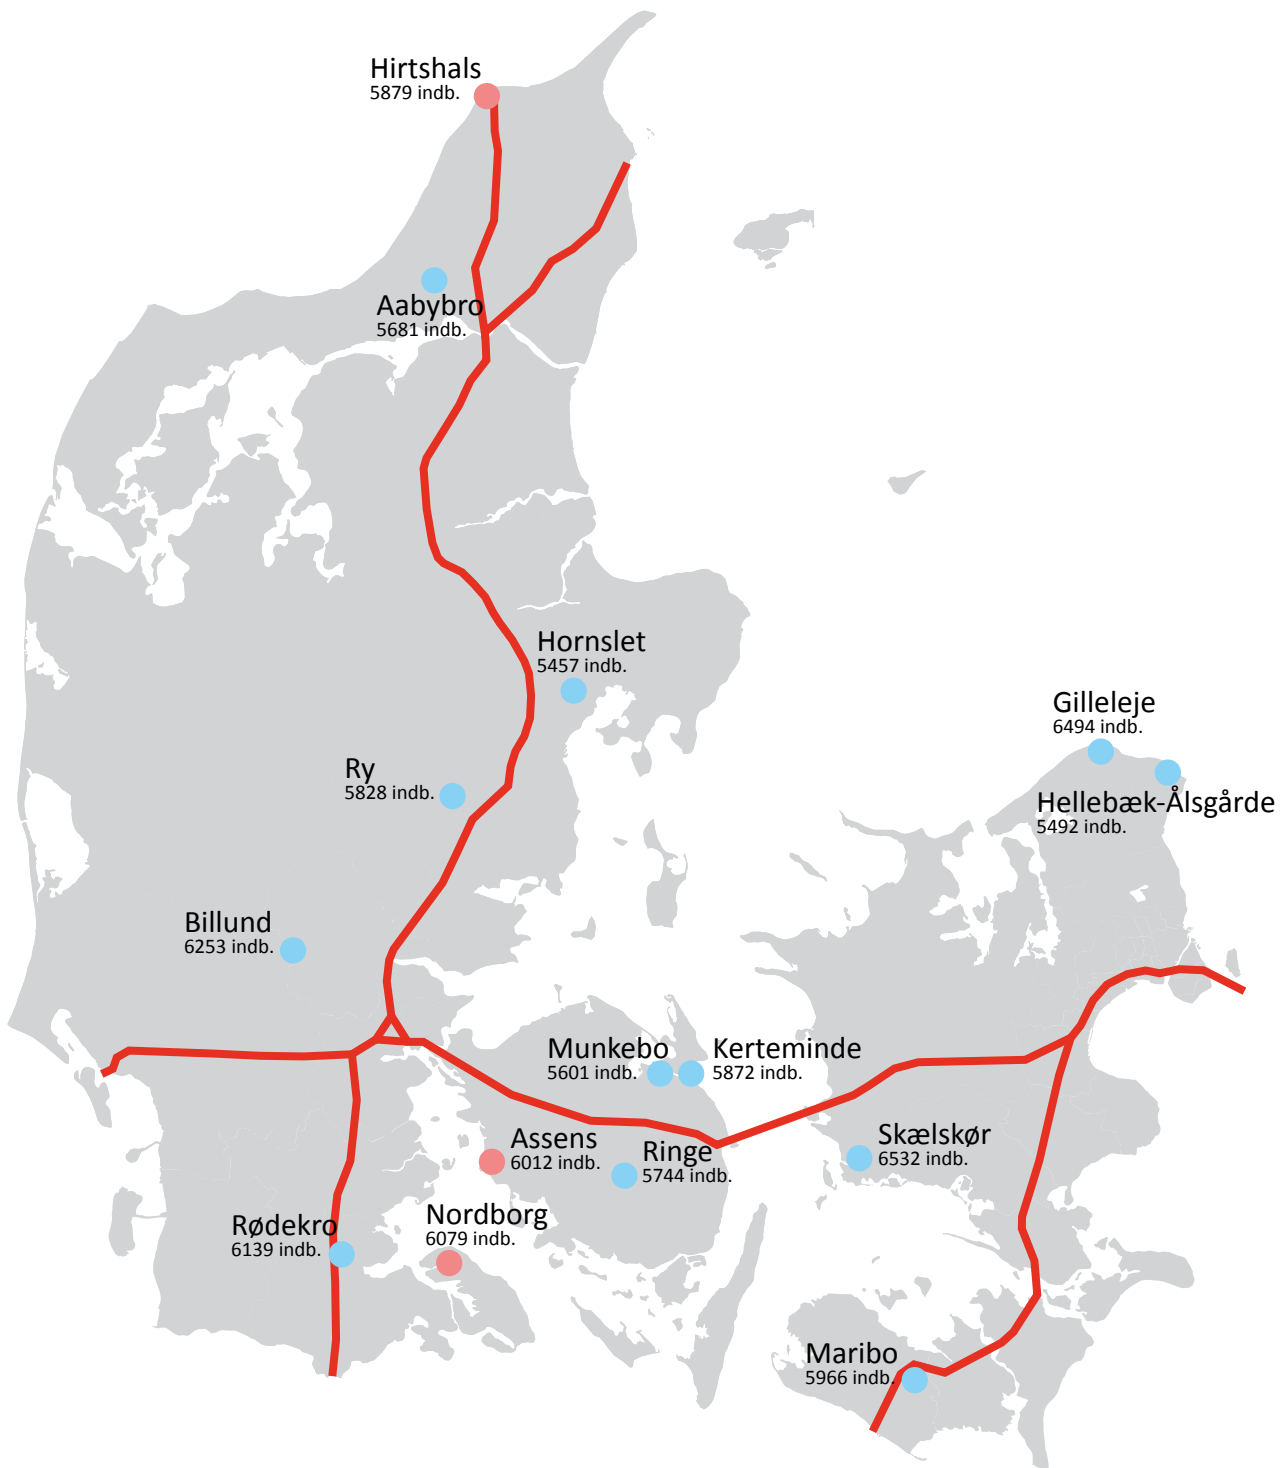 Hirtshals
5879 indb.
Aabybro
5681 indb.
Hornslet
5457 indb.
Gilleleje
6494 indb.
Ry
5828 indb.
Hellebæk-Ålsgårde
5492 indb.
Billund
6253 indb.
Munkebo
5601 indb.
Kerteminde
5872 indb.
Assens
6012 indb.
Ringe
5744 indb.
Skælskør
6532 indb.
Rødekro
6139 indb.
Nordborg
6079 indb.
Maribo
5966 indb.